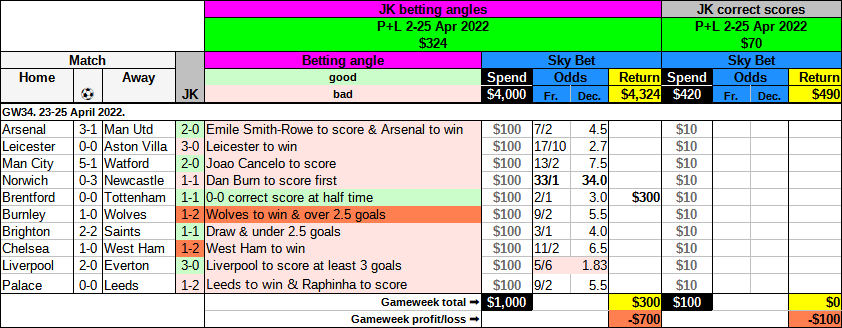 JK betting angles JK correct scores
P+L 2-25 Apr 2022 P+L 2-25 Apr 2022
$324 $70
Match Betting angle Sky Bet Sky Bet
Home Away JK good Spend Odds Return Spend Odds Return
bad $4,000 Fr. Dec. $4,324 $420 Fr. Dec. $490
GW34. 23-25 April 2022.
Arsenal 3-1 Man Utd 2-0 Emile Smith-Rowe to score & Arsenal to win $100 7/2 4.5 $10
Leicester 0-0 Aston Villa 3-0 Leicester to win $100 17/10 2.7 $10
Man City 5-1 Watford 2-0 Joao Cancelo to score $100 13/2 7.5 $10
Norwich 0-3 Newcastle 1-1 Dan Burn to score first $100 33/1 34.0 $10
Brentford 0-0 Tottenham 1-1 0-0 correct score at half time $100 2/1 3.0 $300 $10
Burnley 1-0 Wolves 1-2 Wolves to win & over 2.5 goals $100 9/2 5.5 $10
Brighton 2-2 Saints 1-1 Draw & under 2.5 goals $100 3/1 4.0 $10
Chelsea 1-0 West Ham 1-2 West Ham to win $100 11/2 6.5 $10
Liverpool 2-0 Everton 3-0 Liverpool to score at least 3 goals $100 5/6 1.83 $10
Palace 0-0 Leeds 1-2 Leeds to win & Raphinha to score $100 9/2 5.5 $10
Gameweek total ➡ $1,000 $300 $100 $0
Gameweek profit/loss ➡ -$700 -$100